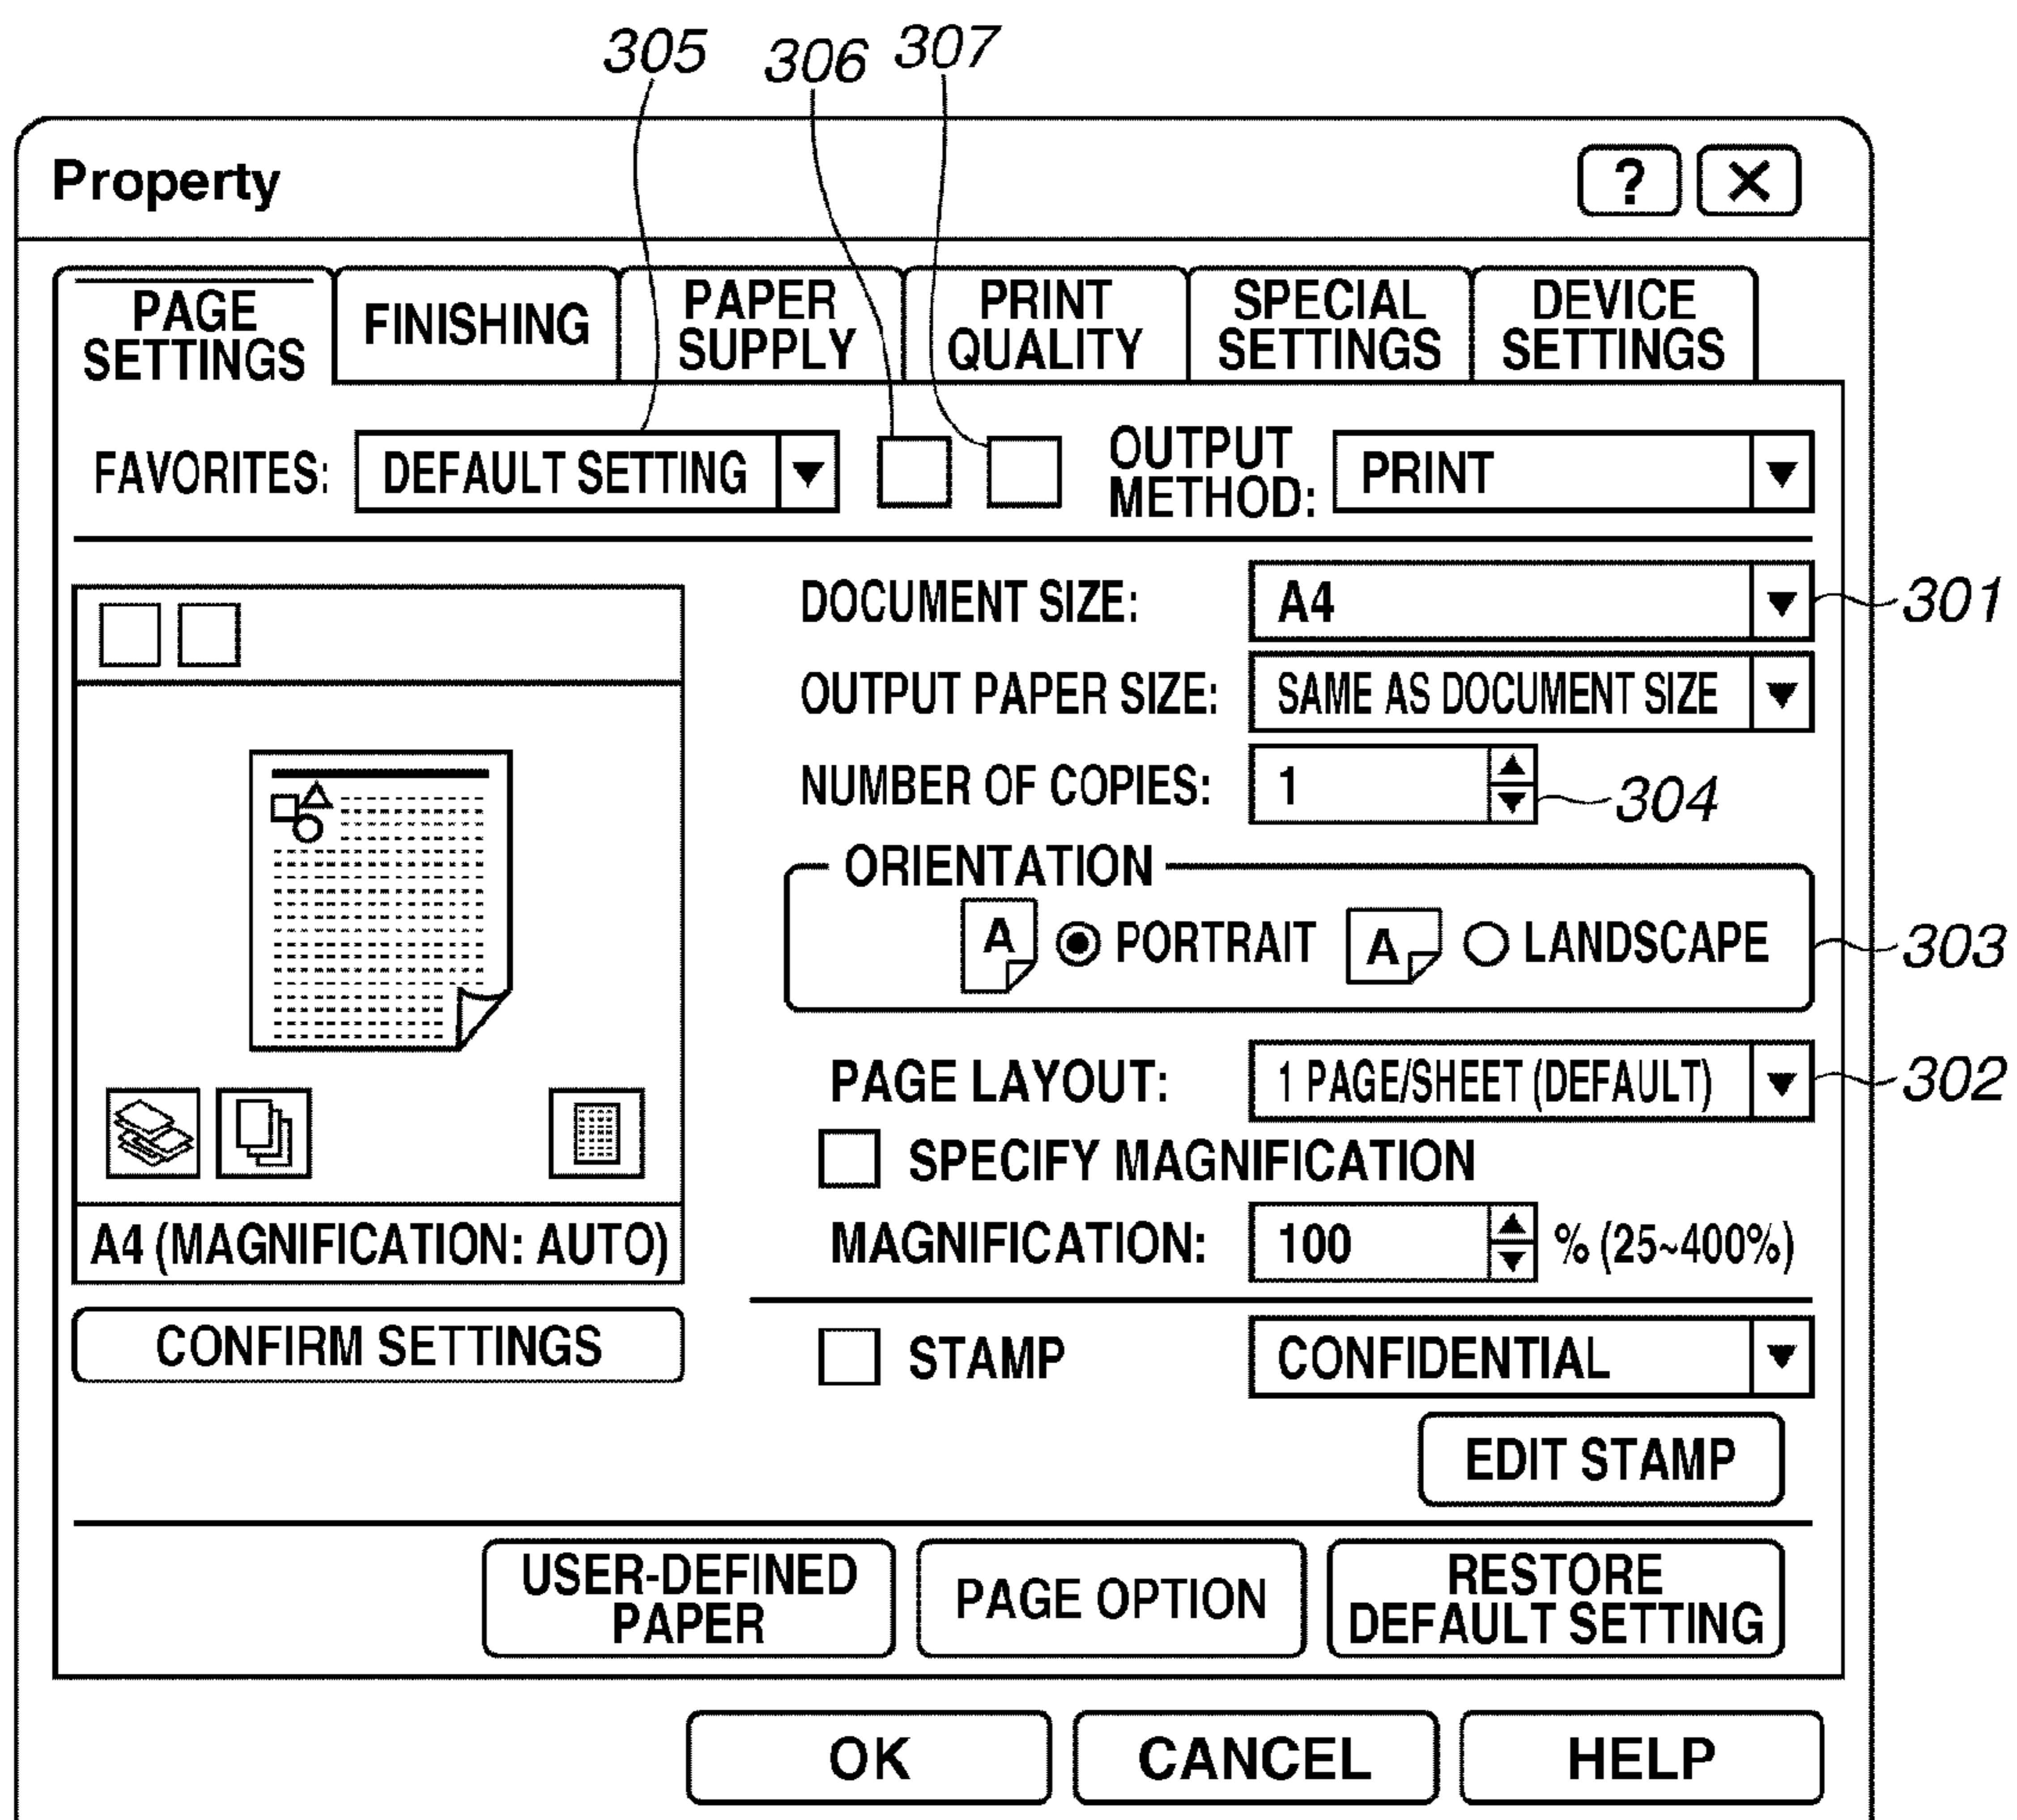 305 306 307
Property ? ×
PAGE
SETTINGS
FINISHING
PAPER
SUPPLY
PRINT
QUALITY
SPECIAL
SETTINGS
DEVICE
SETTINGS
FAVORITES: DEFAULT SETTING
OUTPUT
METHOD:
PRINT
DOCUMENT SIZE: A4 301
OUTPUT PAPER SIZE: SAME AS DOCUMENT SIZE
NUMBER OF COPIES: 1 304
ORIENTATION
A PORTRAIT A LANDSCAPE 303
PAGE LAYOUT: 1 PAGE/SHEET (DEFAULT) 302
SPECIFY MAGNIFICATION
A4 (MAGNIFICATION: AUTO)
MAGNIFICATION: 100 % (25~400%)
CONFIRM SETTINGS
STAMP CONFIDENTIAL
EDIT STAMP
USER-DEFINED
PAPER
PAGE OPTION
RESTORE
DEFAULT SETTING
OK CANCEL HELP